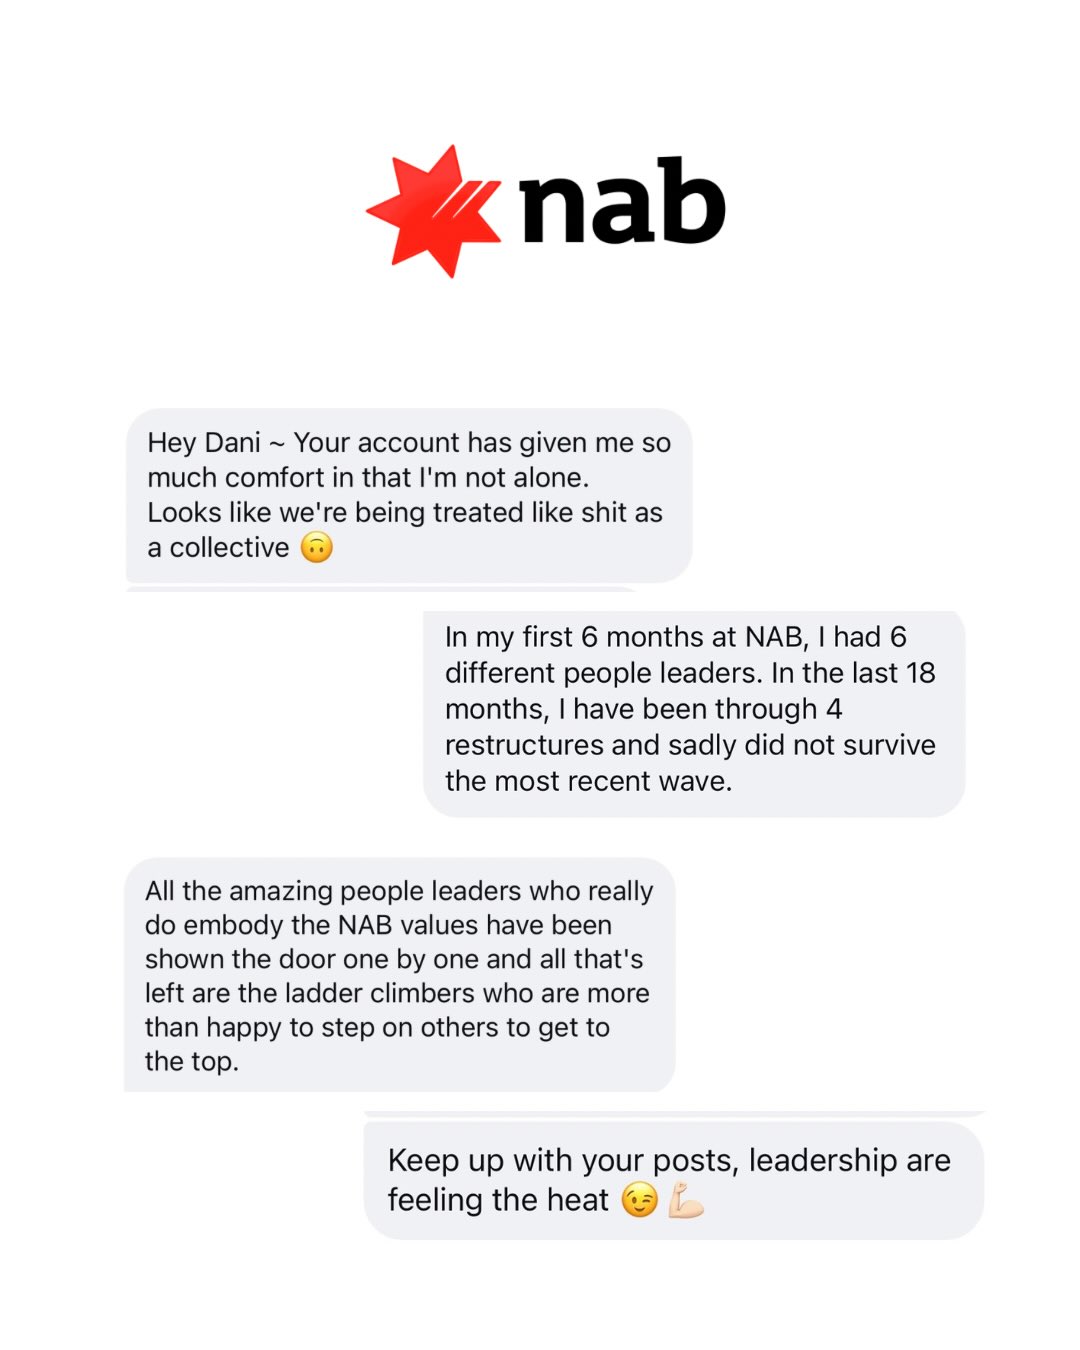 nab
Hey Dani ~ Your account has given me so
much comfort in that I'm not alone.
Looks like we're being treated like shit as
a collective 🙃
In my first 6 months at NAB, I had 6
different people leaders. In the last 18
months, I have been through 4
restructures and sadly did not survive
the most recent wave.
All the amazing people leaders who really
do embody the NAB values have been
shown the door one by one and all that's
left are the ladder climbers who are more
than happy to step on others to get to
the top.
Keep up with your posts, leadership are
feeling the heat 😉💪🏻